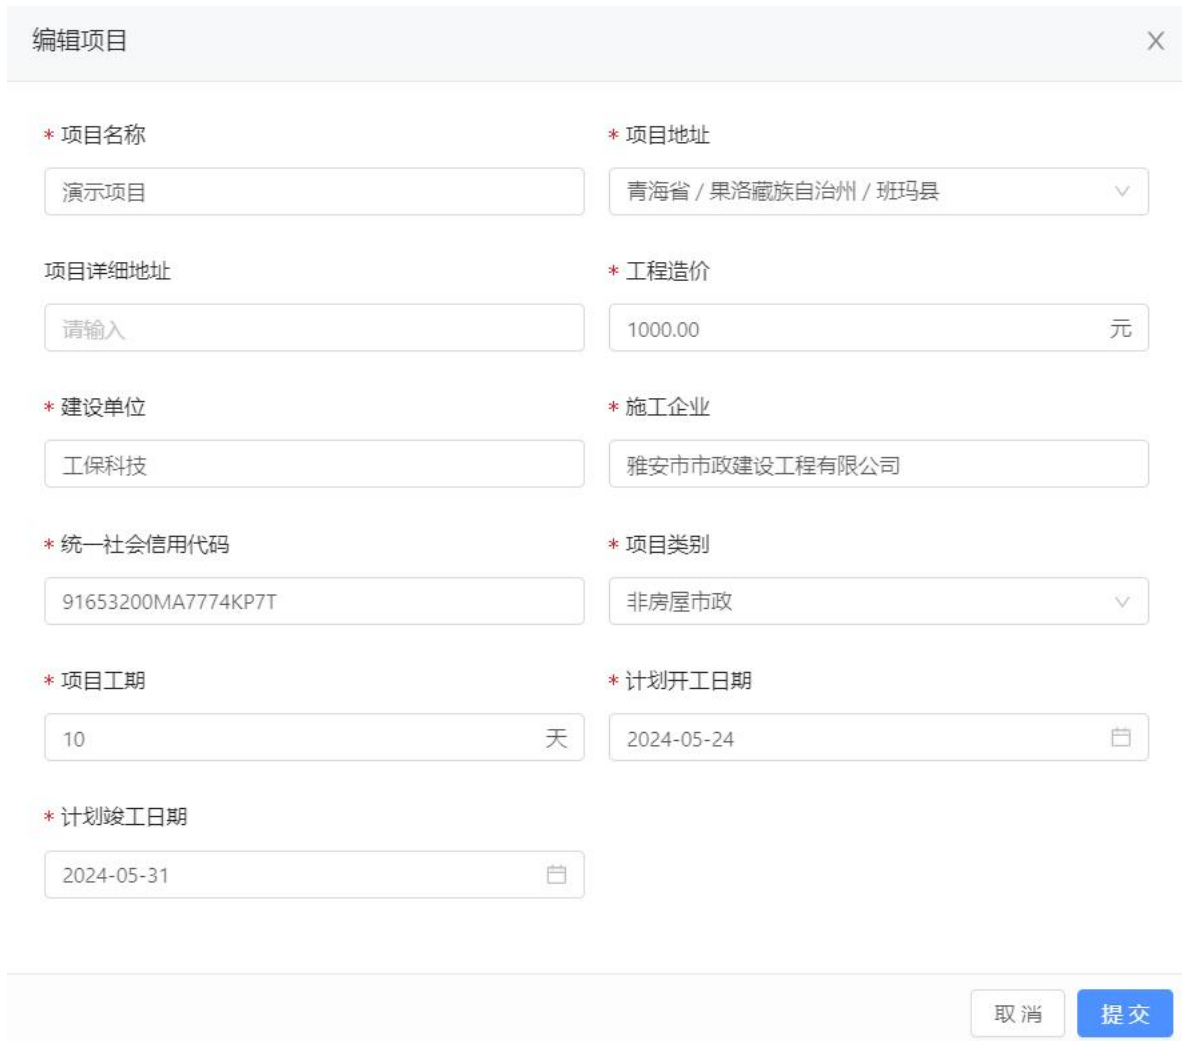 编辑项目
* 项目名称
* 项目地址
演示项目
青海省 / 果洛藏族自治州 / 班玛县
项目详细地址
* 工程造价
请输入
1000.00 元
* 建设单位
* 施工企业
工保科技
雅安市市政建设工程有限公司
* 统一社会信用代码
* 项目类别
91653200MA7774KP7T
非房屋市政
* 项目工期
* 计划开工日期
10 天
2024-05-24
* 计划竣工日期
2024-05-31
取消
提交